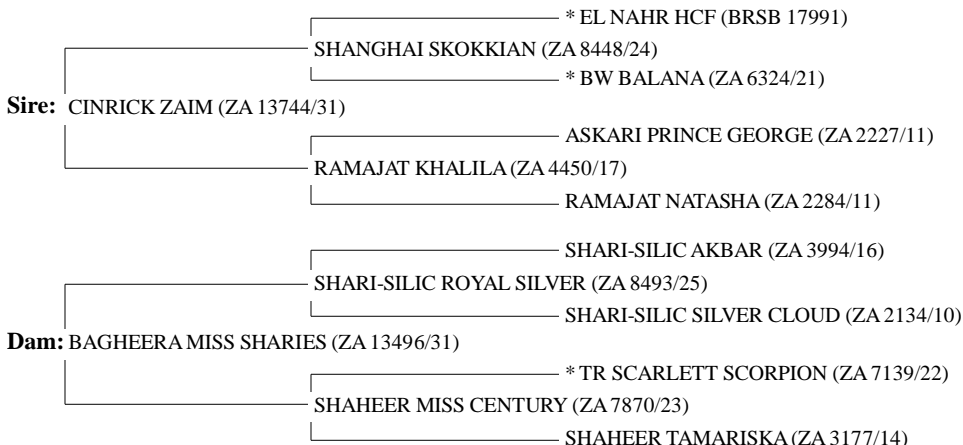 * EL NAHR HCF (BRSB 17991)
SHANGHAI SKOKKIAN (ZA 8448/24)
* BW BALANA (ZA 6324/21)
Sire: CINRICK ZAIM (ZA 13744/31)
ASKARI PRINCE GEORGE (ZA 2227/11)
RAMAJAT KHALILA (ZA 4450/17)
RAMAJAT NATASHA (ZA 2284/11)
SHARI-SILIC AKBAR (ZA 3994/16)
SHARI-SILIC ROYAL SILVER (ZA 8493/25)
SHARI-SILIC SILVER CLOUD (ZA 2134/10)
Dam: BAGHEERA MISS SHARIES (ZA 13496/31)
* TR SCARLETT SCORPION (ZA 7139/22)
SHAHEER MISS CENTURY (ZA 7870/23)
SHAHEER TAMARISKA (ZA 3177/14)